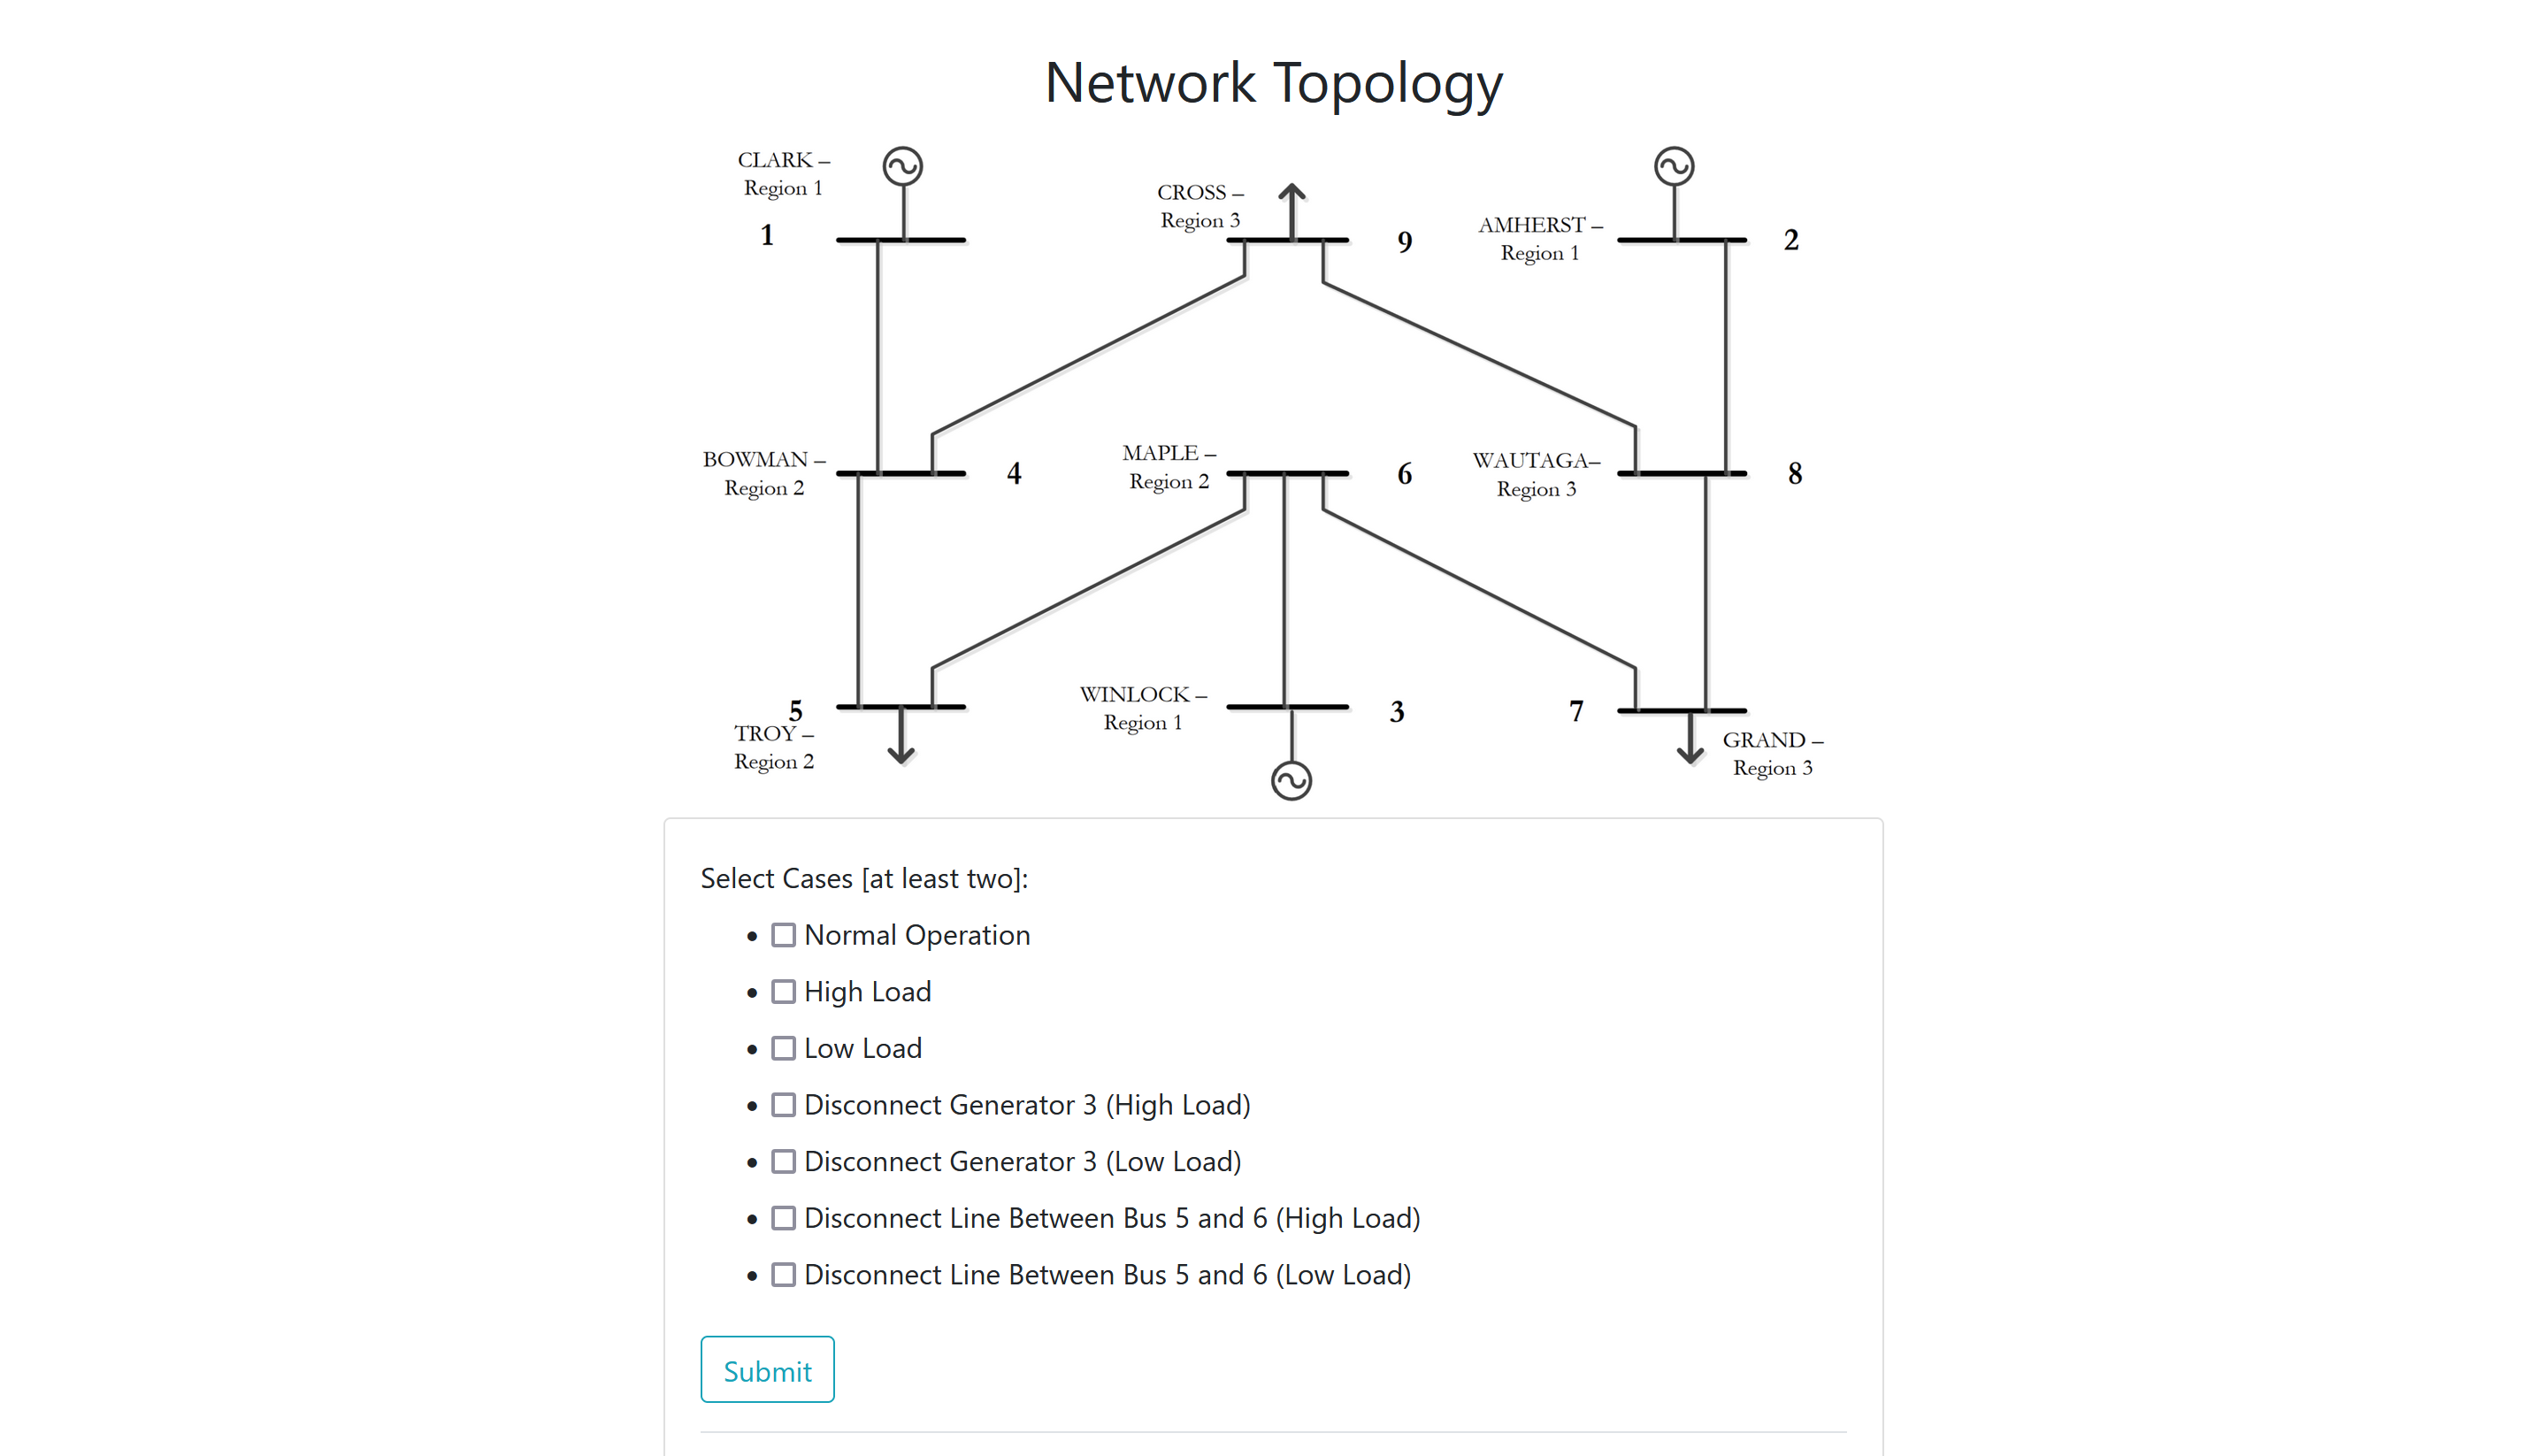 Network Topology
CLARK –
Region 1
1
CROSS –
Region 3
9
AMHERST –
Region 1
2
BOWMAN –
Region 2
4
MAPLE –
Region 2
6
WAUTAGA–
Region 3
8
5
TROY –
Region 2
WINLOCK –
Region 1
3
7
GRAND –
Region 3
Select Cases [at least two]:
Normal Operation
High Load
Low Load
Disconnect Generator 3 (High Load)
Disconnect Generator 3 (Low Load)
Disconnect Line Between Bus 5 and 6 (High Load)
Disconnect Line Between Bus 5 and 6 (Low Load)
Submit